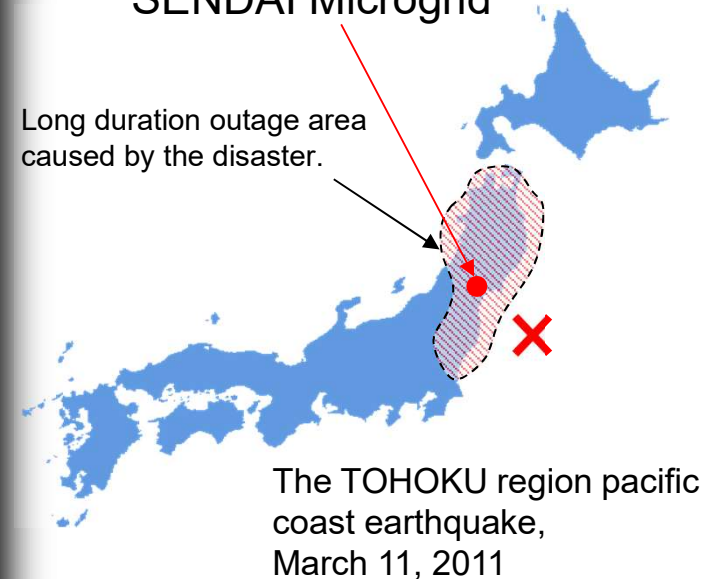 SENDAI Microgrid
Long duration outage area
caused by the disaster.
The TOHOKU region pacific
coast earthquake,
March 11, 2011